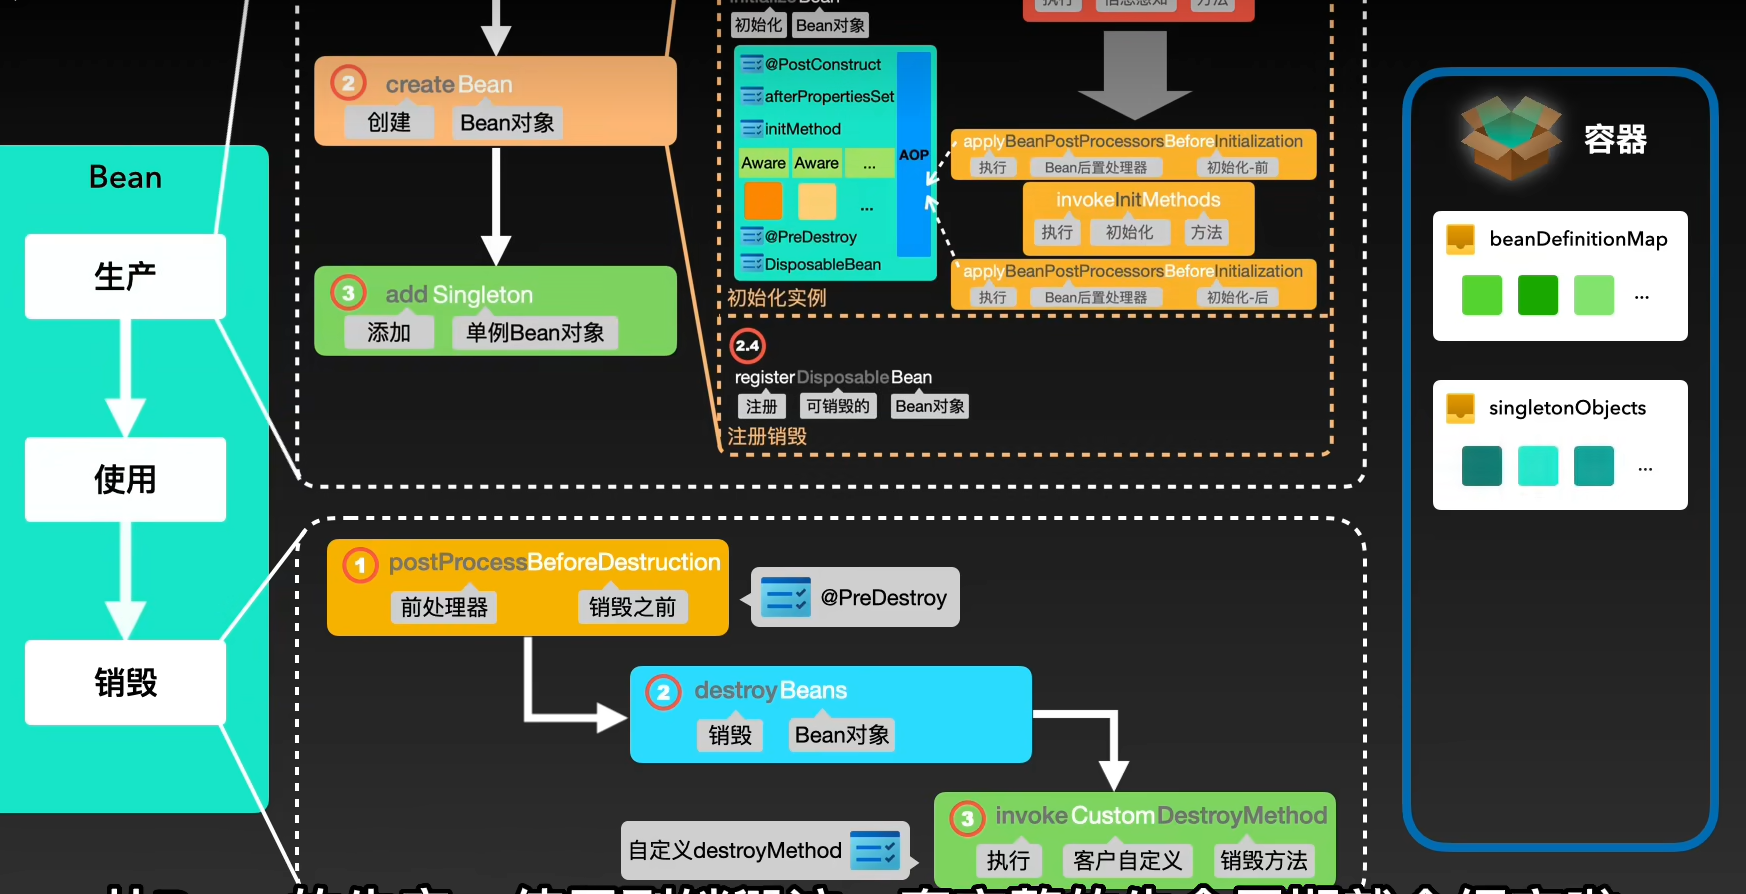 Bean
生产
使用
销毁
2 createBean
创建 Bean对象
3 addSingleton
添加 单例Bean对象
初始化 Bean对象
@PostConstruct
afterPropertiesSet
initMethod
Aware Aware ...
AOP
...
@PreDestroy
DisposableBean
初始化实例
applyBeanPostProcessorsBeforeInitialization
执行 Bean后置处理器 初始化-前
invokeInitMethods
执行 初始化 方法
applyBeanPostProcessorsBeforeInitialization
执行 Bean后置处理器 初始化-后
2.4
registerDisposableBean
注册 可销毁的 Bean对象
注册销毁
1 postProcessBeforeDestruction
前处理器 销毁之前
@PreDestroy
2 destroyBeans
销毁 Bean对象
3 invokeCustomDestroyMethod
执行 客户自定义 销毁方法
自定义destroyMethod
容器
beanDefinitionMap
...
singletonObjects
...